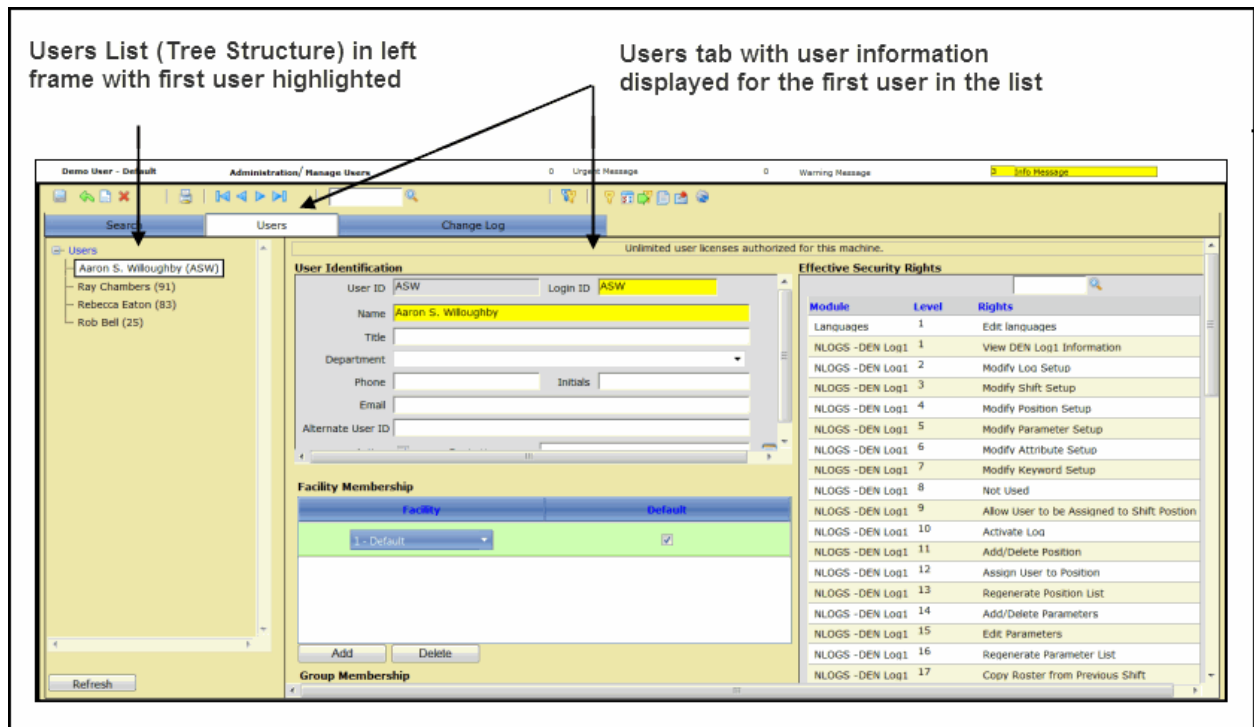 Users List (Tree Structure) in left
frame with first user highlighted
Users tab with user information
displayed for the first user in the list
Demo User - Default
Administration/ Manage Users
0 Urgent Message
0 Warning Message
3 Info Message
Search
Users
Change Log
Users
Aaron S. Willoughby (ASW)
Ray Chambers (91)
Rebecca Eaton (83)
Rob Bell (25)
Refresh
Unlimited user licenses authorized for this machine.
User Identification
User ID ASW
Login ID ASW
Name Aaron S. Willoughby
Title
Department
Phone
Initials
Email
Alternate User ID
Facility Membership
Facility Default
1 - Default
Add Delete
Group Membership
Effective Security Rights
Module Level Rights
Languages 1 Edit languages
NLOGS -DEN Log1 1 View DEN Log1 Information
NLOGS -DEN Log1 2 Modify Log Setup
NLOGS -DEN Log1 3 Modify Shift Setup
NLOGS -DEN Log1 4 Modify Position Setup
NLOGS -DEN Log1 5 Modify Parameter Setup
NLOGS -DEN Log1 6 Modify Attribute Setup
NLOGS -DEN Log1 7 Modify Keyword Setup
NLOGS -DEN Log1 8 Not Used
NLOGS -DEN Log1 9 Allow User to be Assigned to Shift Postion
NLOGS -DEN Log1 10 Activate Log
NLOGS -DEN Log1 11 Add/Delete Position
NLOGS -DEN Log1 12 Assign User to Position
NLOGS -DEN Log1 13 Regenerate Position List
NLOGS -DEN Log1 14 Add/Delete Parameters
NLOGS -DEN Log1 15 Edit Parameters
NLOGS -DEN Log1 16 Regenerate Parameter List
NLOGS -DEN Log1 17 Copy Roster from Previous Shift